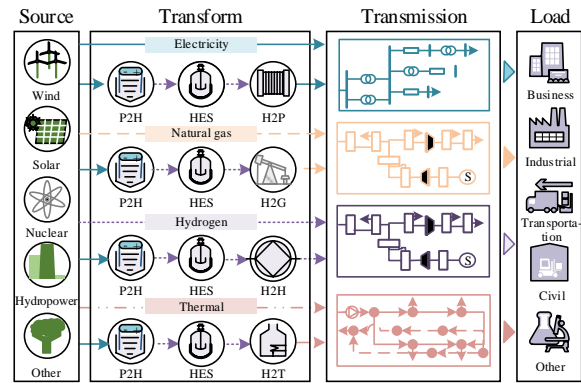 Source Transform Transmission Load
Electricity
Wind P2H HES H2P Business
Natural gas
Solar P2H HES H2G S Industrial
Nuclear Hydrogen Transporta-
tion
Hydropower P2H HES H2H S Civil
Thermal
Other P2H HES H2T Other